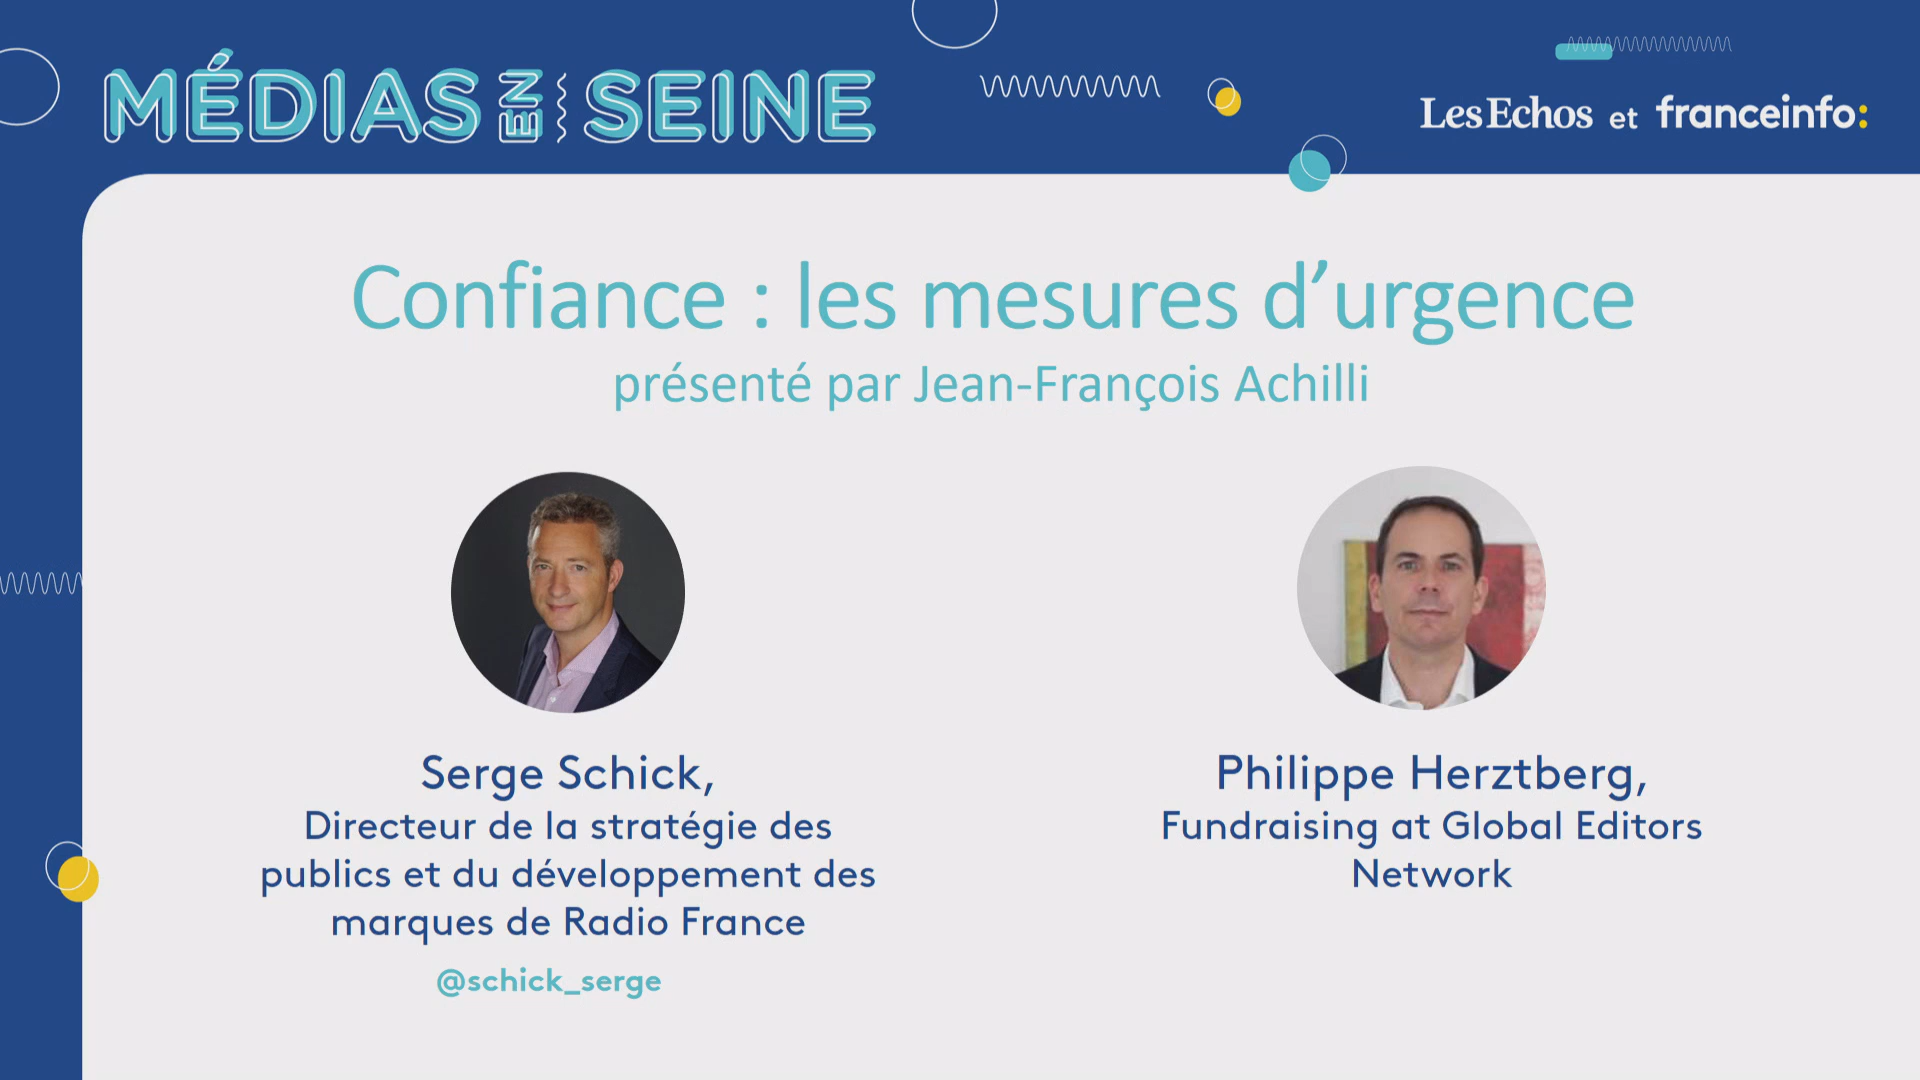 MÉDIAS EN SEINE
Les Echos et franceinfo:
Confiance : les mesures d’urgence
présenté par Jean-François Achilli
Serge Schick,
Directeur de la stratégie des
publics et du développement des
marques de Radio France
@schick_serge
Philippe Herztberg,
Fundraising at Global Editors
Network